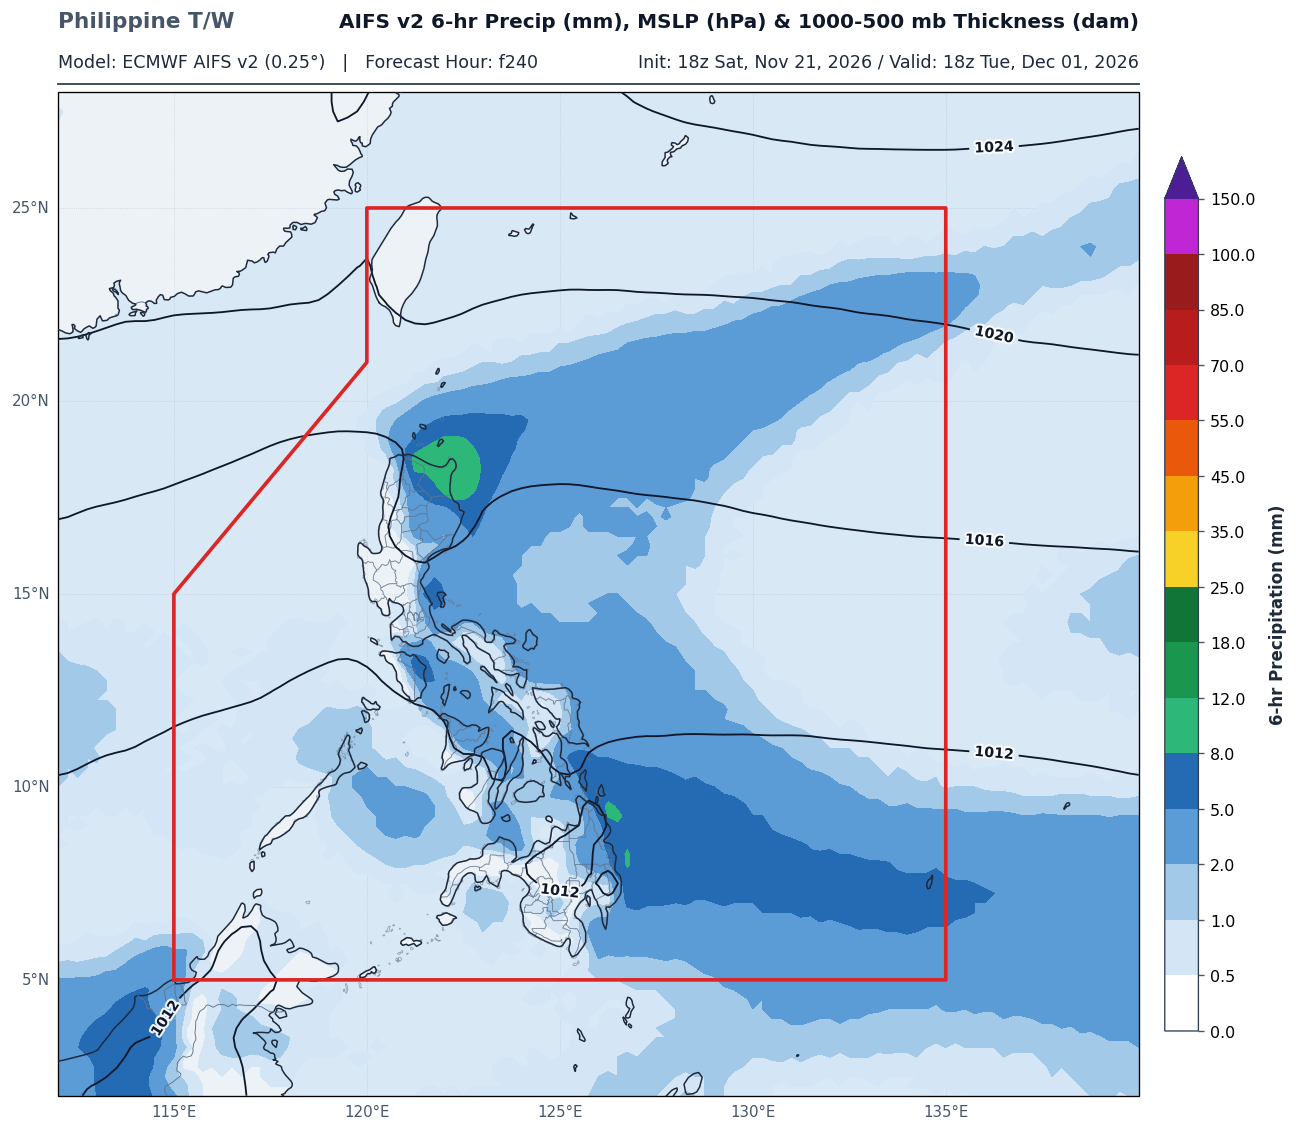 Philippine T/W
AIFS v2 6-hr Precip (mm), MSLP (hPa) & 1000-500 mb Thickness (dam)
Model: ECMWF AIFS v2 (0.25°) | Forecast Hour: f240
Init: 18z Sat, Nov 21, 2026 / Valid: 18z Tue, Dec 01, 2026
1024
1020
1016
1012
1012
1012
25°N
20°N
15°N
10°N
5°N
115°E
120°E
125°E
130°E
135°E
150.0
100.0
85.0
70.0
55.0
45.0
35.0
25.0
18.0
12.0
8.0
5.0
2.0
1.0
0.5
0.0
6-hr Precipitation (mm)